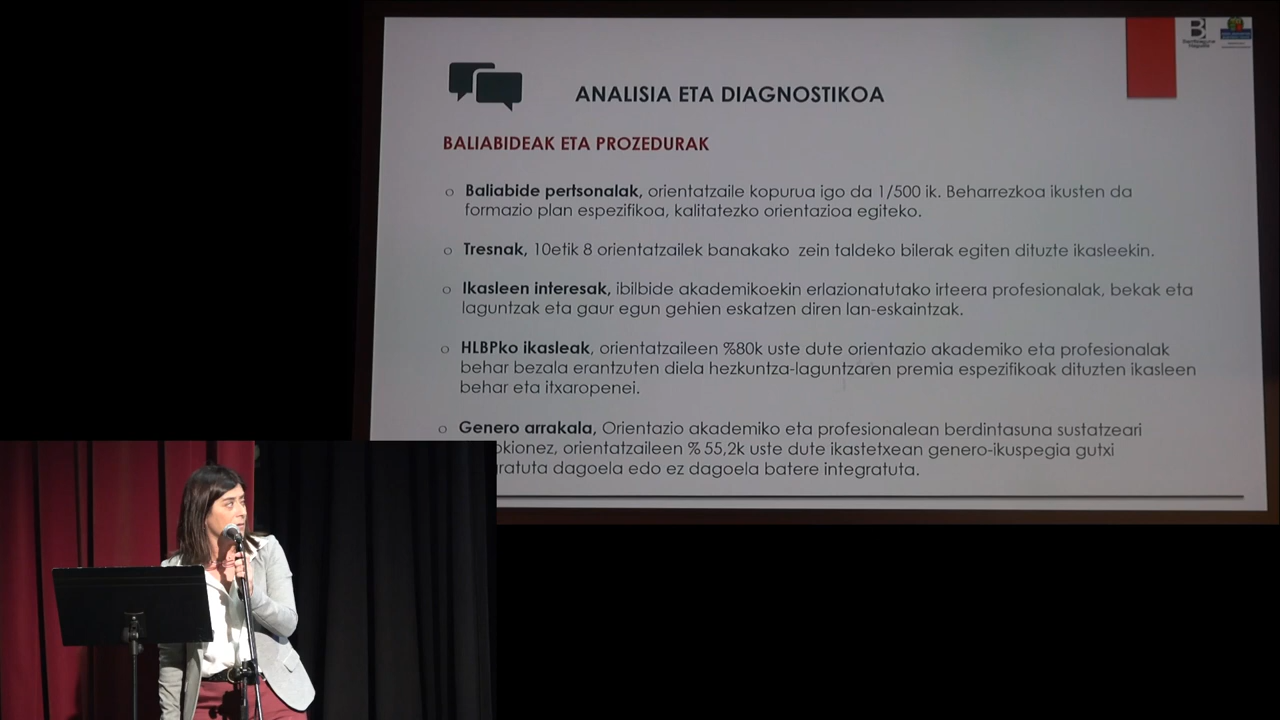 ANALISIA ETA DIAGNOSTIKOA
BALIABIDEAK ETA PROZEDURAK
Baliabide pertsonalak, orientatzaile kopurua igo da 1/500 ik. Beharrezkoa ikusten da
formazio plan espezifikoa, kalitatezko orientazioa egiteko.
Tresnak, 10etik 8 orientatzailek banakako zein taldeko bilerak egiten dituzte ikasleekin.
Ikasleen interesak, ibilbide akademikoekin erlazionatutako irteera profesionalak, bekak eta
laguntzak eta gaur egun gehien eskatzen diren lan-eskaintzak.
HLBPko ikasleak, orientatzaileen %80k uste dute orientazio akademiko eta profesionalak
behar bezala erantzuten diela hezkuntza-laguntzaren premia espezifikoak dituzten ikasleen
behar eta itxaropenei.
Genero arrakala, Orientazio akademiko eta profesionalean berdintasuna sustatzeari
okionez, orientatzaileen % 55,2k uste dute ikastetxean genero-ikuspegia gutxi
gratuta dagoela edo ez dagoela batere integratuta.